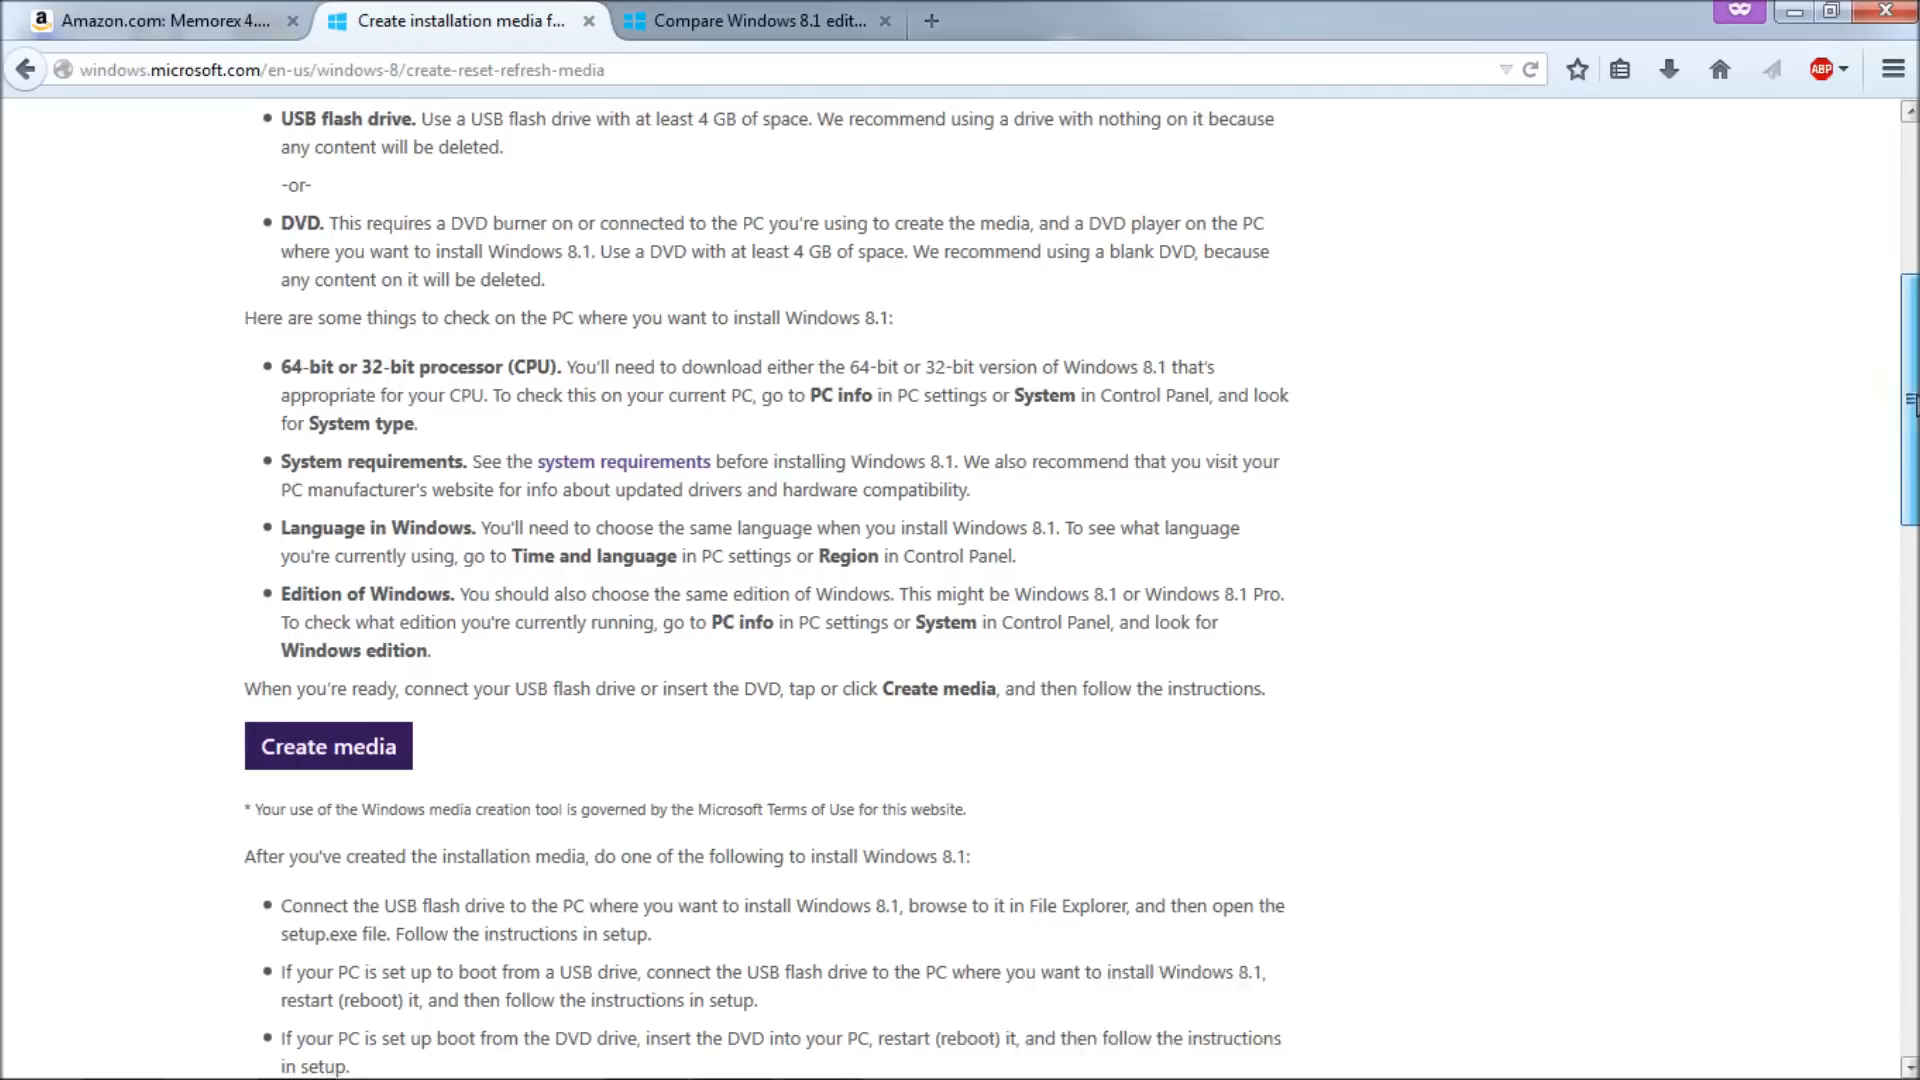 Amazon.com: Memorex 4....
Create installation media f...
Compare Windows 8.1 edit...
windows.microsoft.com/en-us/windows-8/create-reset-refresh-media
ABP
USB flash drive. Use a USB flash drive with at least 4 GB of space. We recommend using a drive with nothing on it because
any content will be deleted.
-or-
DVD. This requires a DVD burner on or connected to the PC you're using to create the media, and a DVD player on the PC
where you want to install Windows 8.1. Use a DVD with at least 4 GB of space. We recommend using a blank DVD, because
any content on it will be deleted.
Here are some things to check on the PC where you want to install Windows 8.1:
64-bit or 32-bit processor (CPU). You'll need to download either the 64-bit or 32-bit version of Windows 8.1 that's
appropriate for your CPU. To check this on your current PC, go to PC info in PC settings or System in Control Panel, and look
for System type.
System requirements. See the system requirements before installing Windows 8.1. We also recommend that you visit your
PC manufacturer's website for info about updated drivers and hardware compatibility.
Language in Windows. You'll need to choose the same language when you install Windows 8.1. To see what language
you're currently using, go to Time and language in PC settings or Region in Control Panel.
Edition of Windows. You should also choose the same edition of Windows. This might be Windows 8.1 or Windows 8.1 Pro.
To check what edition you're currently running, go to PC info in PC settings or System in Control Panel, and look for
Windows edition.
When you're ready, connect your USB flash drive or insert the DVD, tap or click Create media, and then follow the instructions.
Create media
* Your use of the Windows media creation tool is governed by the Microsoft Terms of Use for this website.
After you've created the installation media, do one of the following to install Windows 8.1:
Connect the USB flash drive to the PC where you want to install Windows 8.1, browse to it in File Explorer, and then open the
setup.exe file. Follow the instructions in setup.
If your PC is set up to boot from a USB drive, connect the USB flash drive to the PC where you want to install Windows 8.1,
restart (reboot) it, and then follow the instructions in setup.
If your PC is set up boot from the DVD drive, insert the DVD into your PC, restart (reboot) it, and then follow the instructions
in setup.